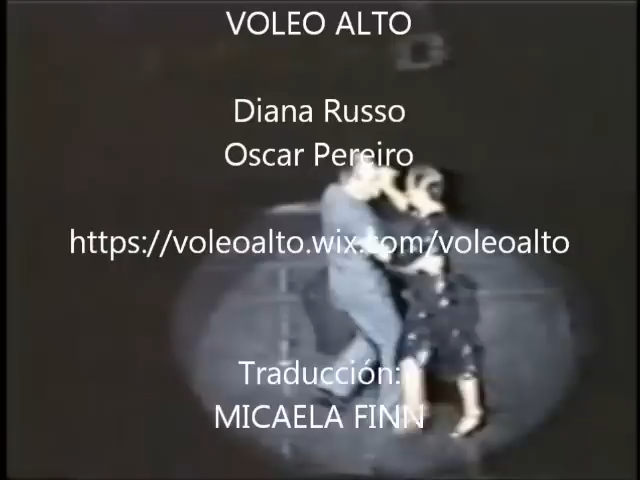 VOLEO ALTO
Diana Russo
Oscar Pereiro
https://voleoalto.wix.com/voleoalto
Traducción:
MICAELA FINN